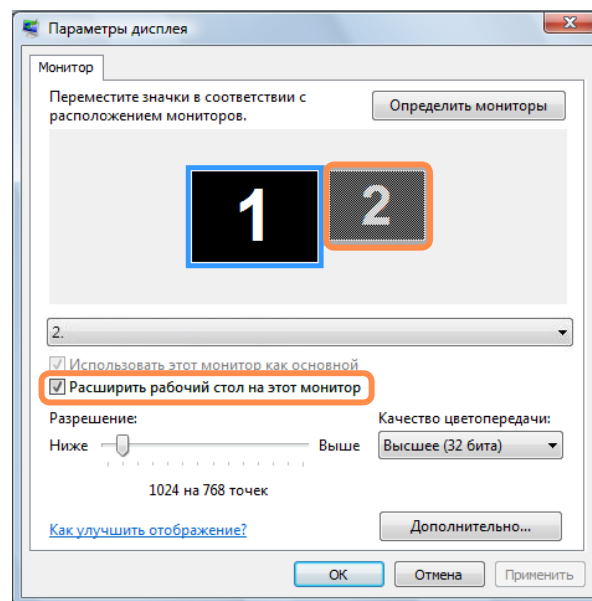 Параметры дисплея
Монитор
Переместите значки в соответствии с
расположением мониторов.
Определить мониторы
1
2
2.
Использовать этот монитор как основной
Расширить рабочий стол на этот монитор
Разрешение:
Качество цветопередачи:
Ниже
Выше
Высшее (32 бита)
1024 на 768 точек
Как улучшить отображение?
Дополнительно...
ОК
Отмена
Применить